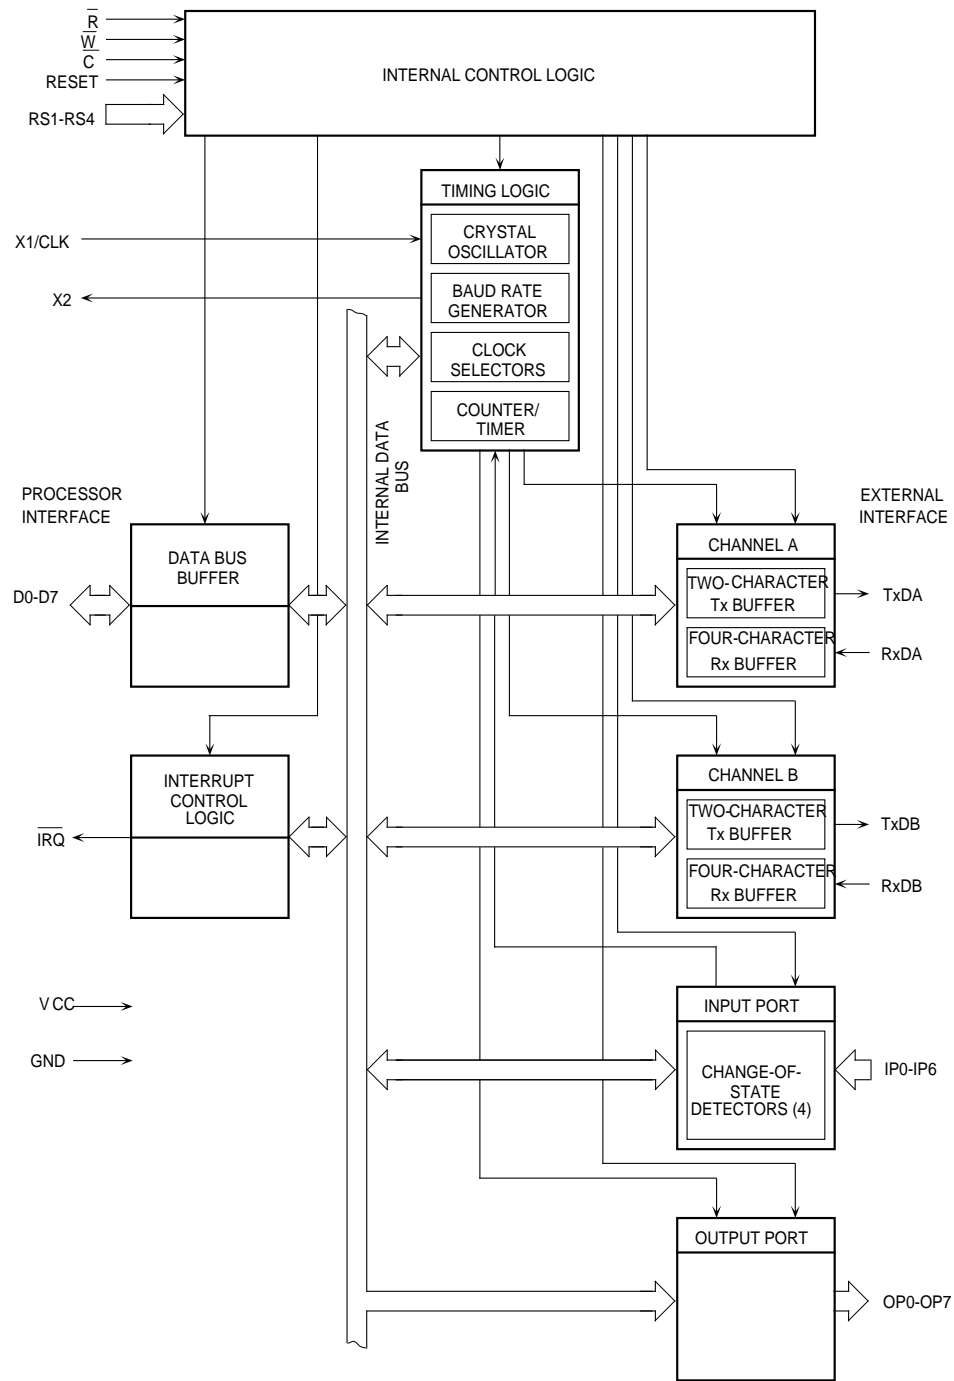 R
W
C
RESET
RS1-RS4
INTERNAL CONTROL LOGIC
TIMING LOGIC
CRYSTAL
OSCILLATOR
BAUD RATE
GENERATOR
CLOCK
SELECTORS
COUNTER/
TIMER
X1/CLK
X2
INTERNAL DATA
BUS
PROCESSOR
INTERFACE
EXTERNAL
INTERFACE
DATA BUS
BUFFER
D0-D7
CHANNEL A
TWO-CHARACTER
Tx BUFFER
FOUR-CHARACTER
Rx BUFFER
TxDA
RxDA
INTERRUPT
CONTROL
LOGIC
IRQ
CHANNEL B
TWO-CHARACTER
Tx BUFFER
FOUR-CHARACTER
Rx BUFFER
TxDB
RxDB
VCC
GND
INPUT PORT
CHANGE-OF-
STATE
DETECTORS (4)
IP0-IP6
OUTPUT PORT
OP0-OP7